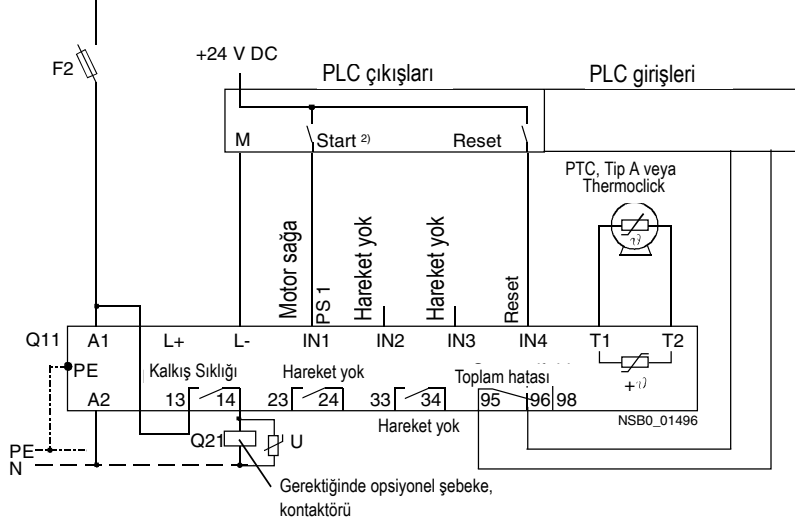 F2
+24 V DC
PLC çıkışları
PLC girişleri
M
Start 2)
Reset
PTC, Tip A veya
Thermoclick
Motor sağa
PS 1
Hareket yok
Hareket yok
Reset
Q11
A1
L+
L-
IN1
IN2
IN3
IN4
T1
T2
PE
Kalkış Sıklığı
Hareket yok
Toplam hatası
+ϑ
A2
13
14
23
24
33
34
95
96
98
Hareket yok
NSB0_01496
Q21
U
PE
N
Gerektiğinde opsiyonel şebeke,
kontaktörü